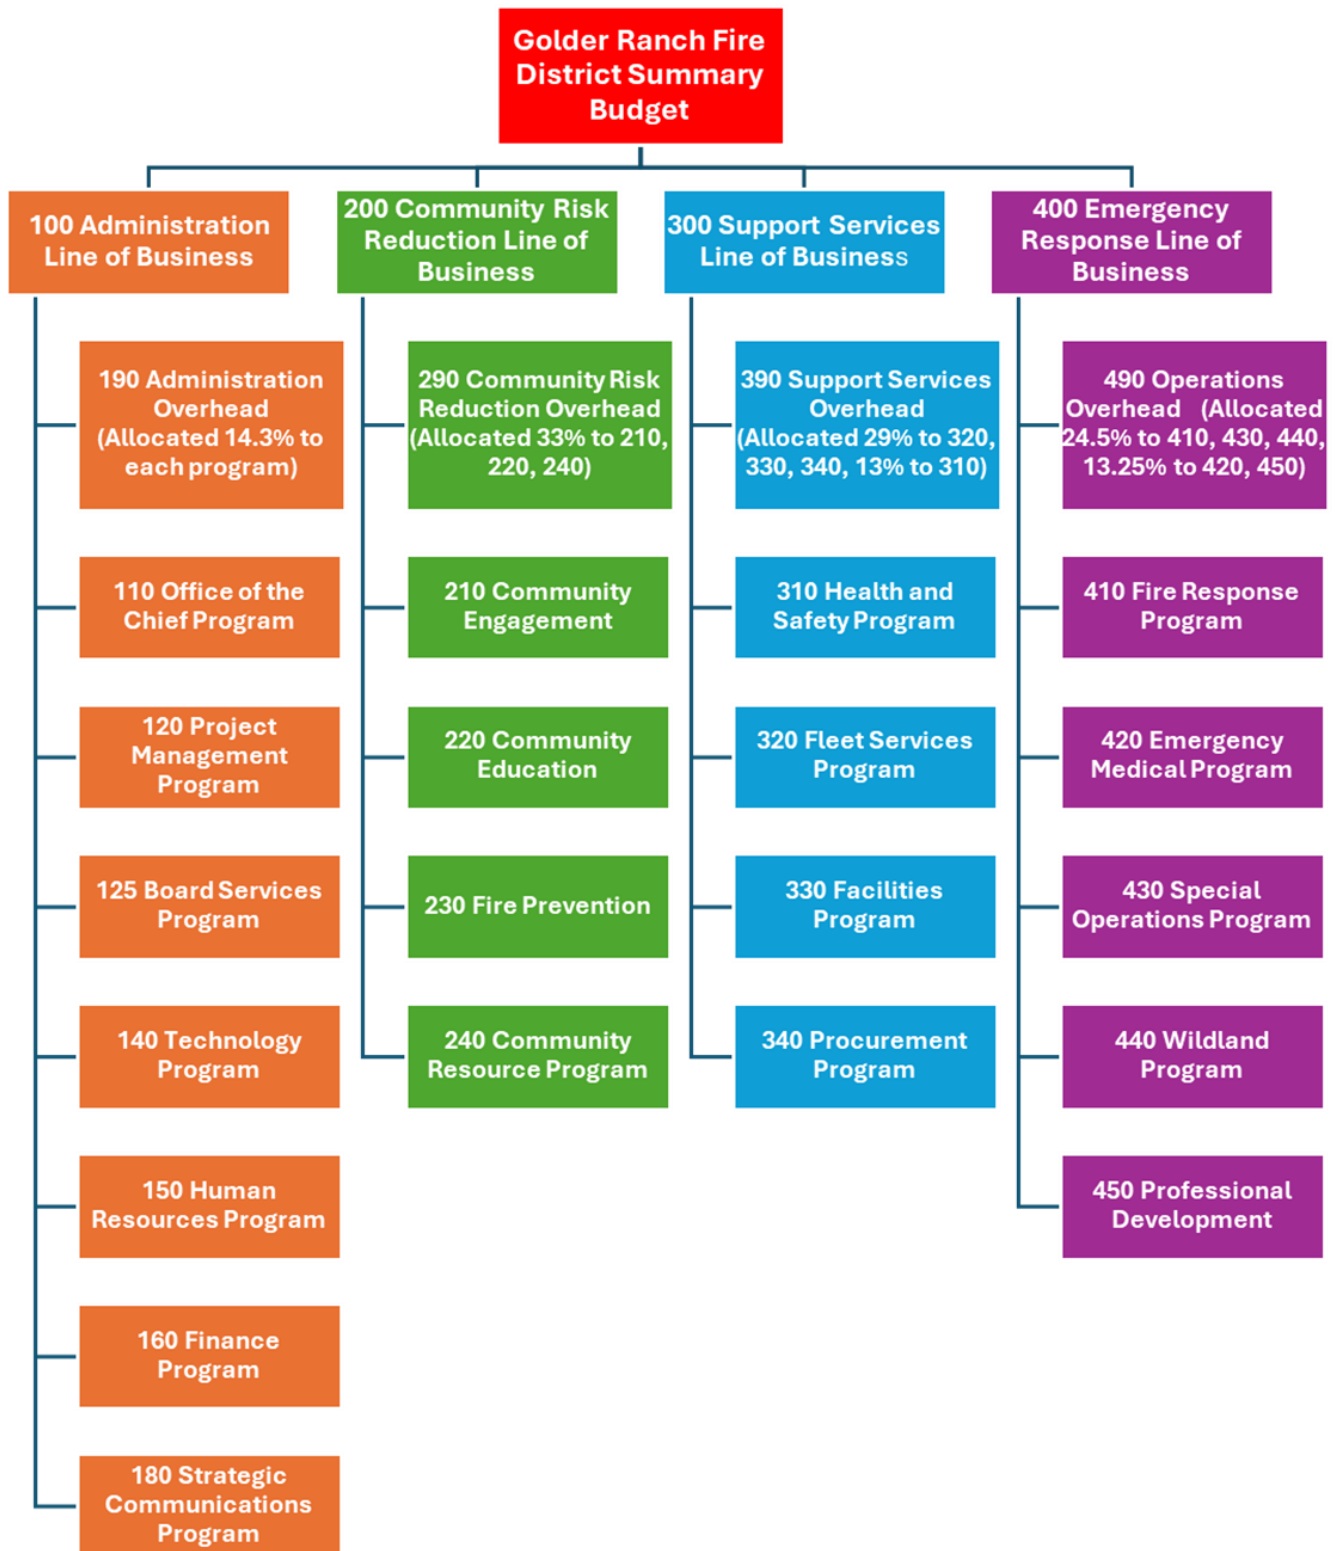 Golder Ranch Fire
District Summary
Budget
100 Administration
Line of Business
200 Community Risk
Reduction Line of
Business
300 Support Services
Line of Business
400 Emergency
Response Line of
Business
190 Administration
Overhead
(Allocated 14.3% to
each program)
110 Office of the
Chief Program
120 Project
Management
Program
125 Board Services
Program
140 Technology
Program
150 Human
Resources Program
160 Finance
Program
180 Strategic
Communications
Program
290 Community Risk
Reduction Overhead
(Allocated 33% to 210,
220, 240)
210 Community
Engagement
220 Community
Education
230 Fire Prevention
240 Community
Resource Program
390 Support Services
Overhead
(Allocated 29% to 320,
330, 340, 13% to 310)
310 Health and
Safety Program
320 Fleet Services
Program
330 Facilities
Program
340 Procurement
Program
490 Operations
Overhead (Allocated
24.5% to 410, 430, 440,
13.25% to 420, 450)
410 Fire Response
Program
420 Emergency
Medical Program
430 Special
Operations Program
440 Wildland
Program
450 Professional
Development